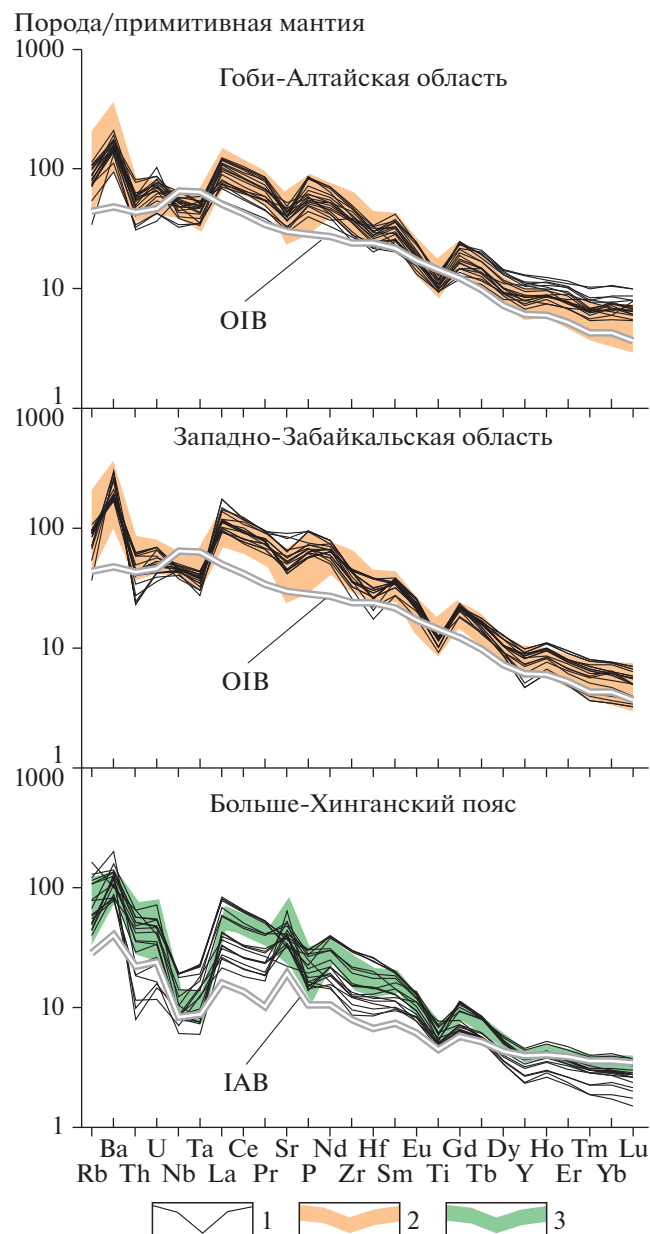 Порода/примитивная мантия
1000
Гоби-Алтайская область
100
10
OIB
1
1000
Западно-Забайкальская область
100
10
OIB
1
1000
Больше-Хинганский пояс
100
10
IAB
1
Ba U Ta Ce Sr Nd Hf Eu Gd Dy Ho Tm Lu
Rb Th Nb La Pr P Zr Sm Ti Tb Y Er Yb
1 2 3